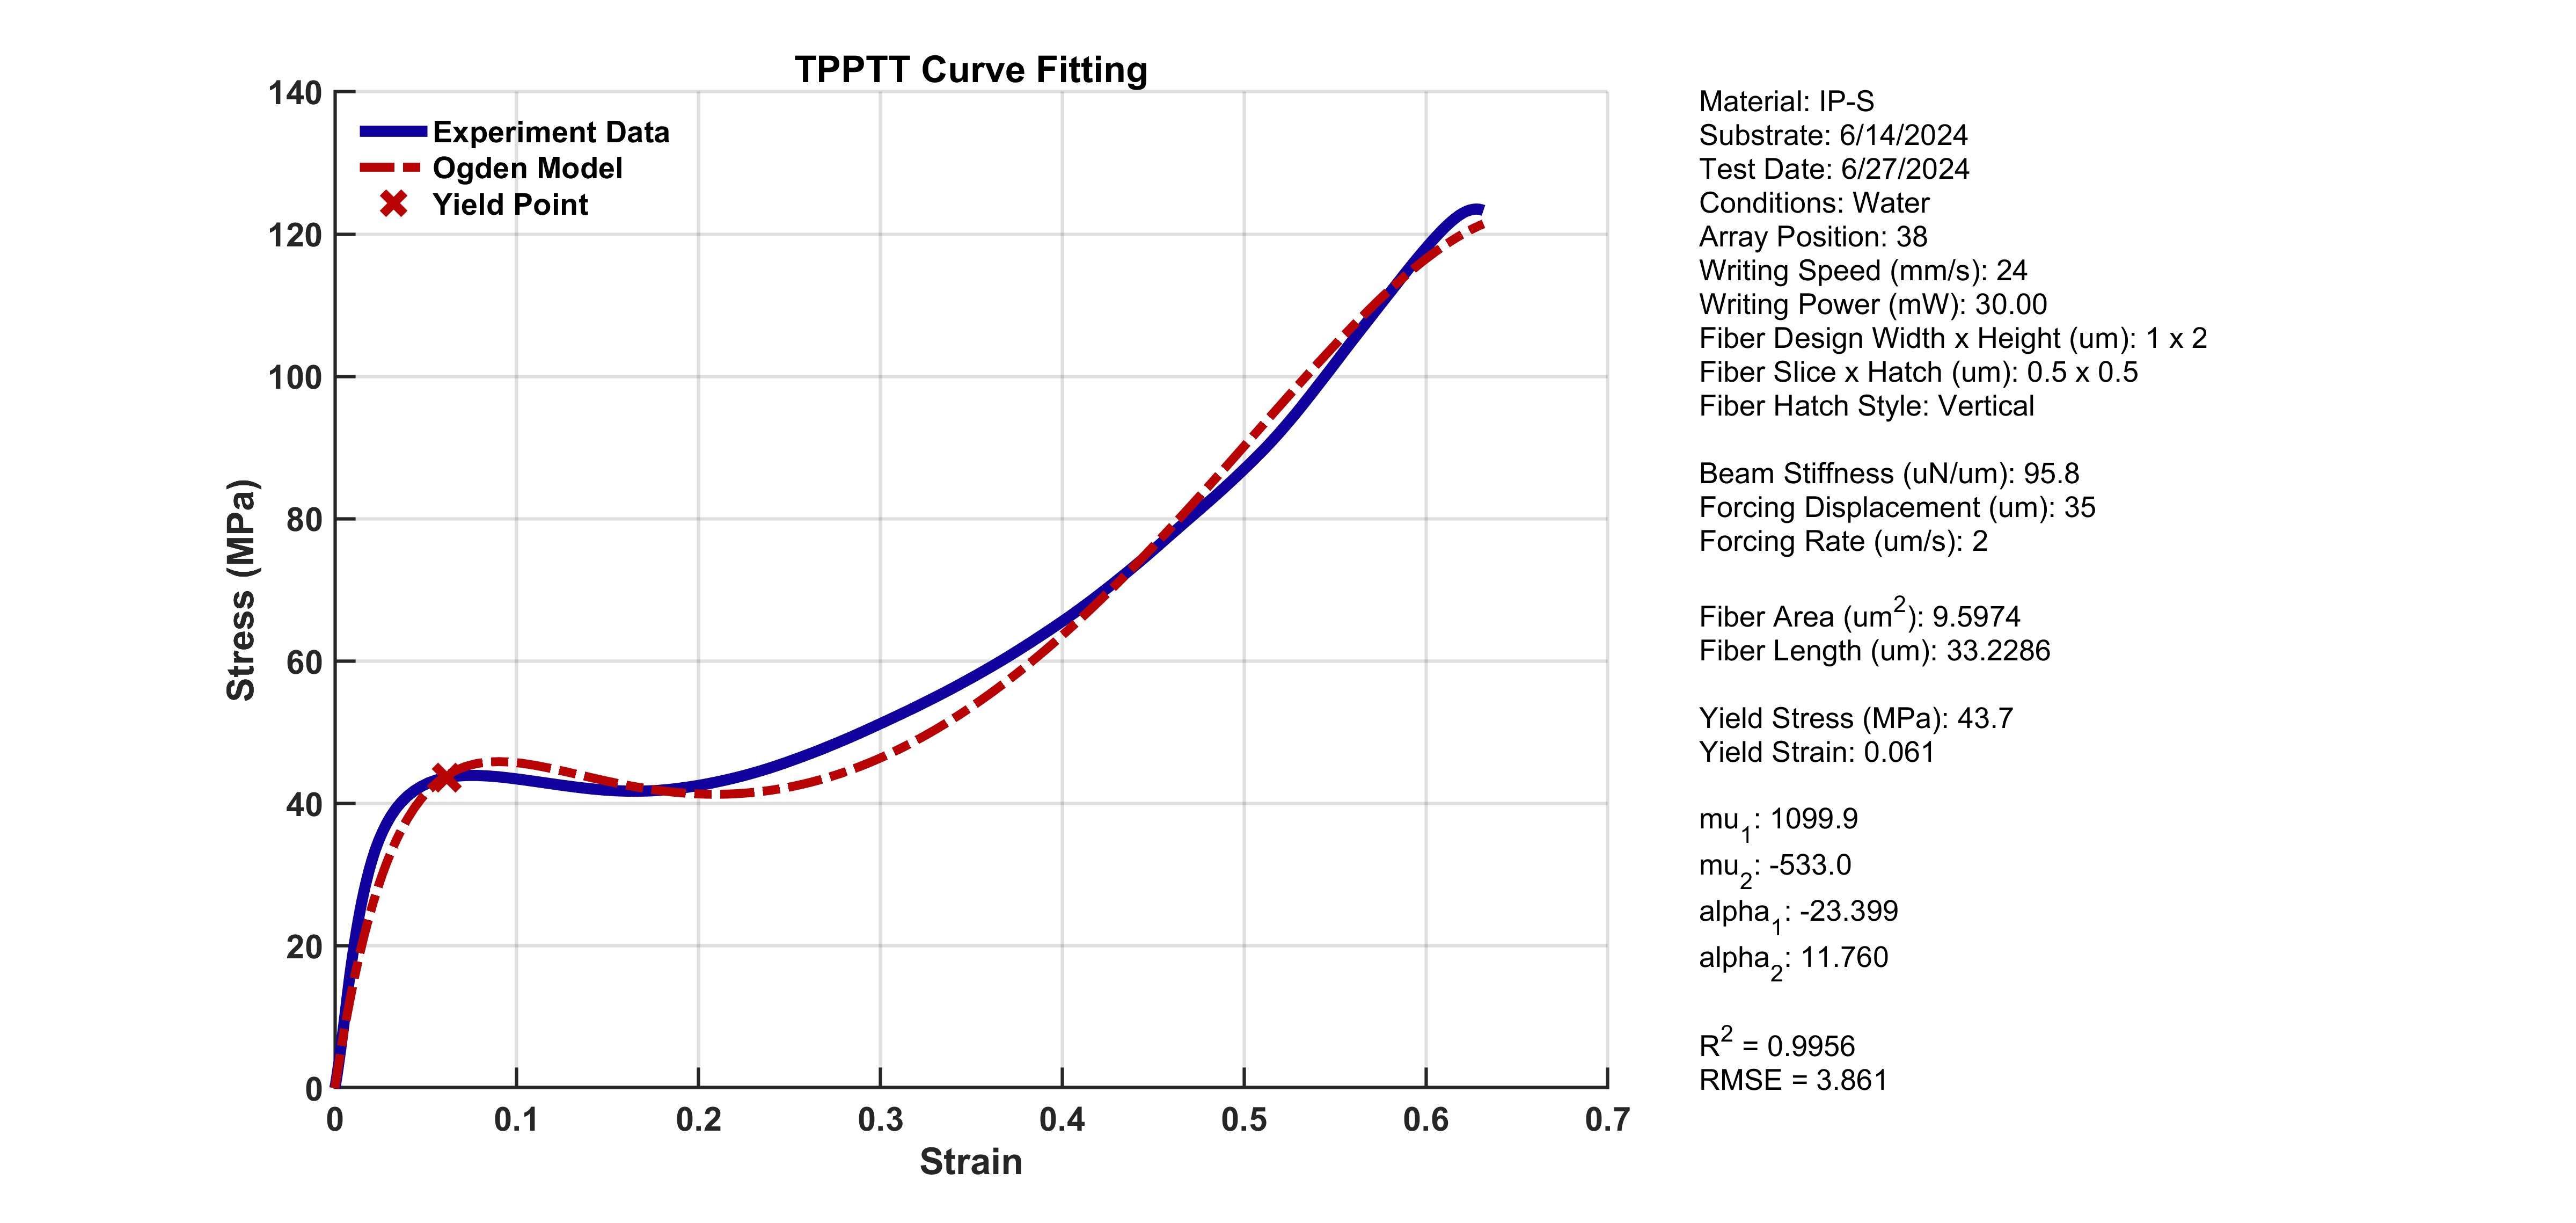 TPPTT Curve Fitting
140
120
100
80
60
40
20
0
Stress (MPa)
Experiment Data
Ogden Model
Yield Point
0 0.1 0.2 0.3 0.4 0.5 0.6 0.7
Strain
Material: IP-S
Substrate: 6/14/2024
Test Date: 6/27/2024
Conditions: Water
Array Position: 38
Writing Speed (mm/s): 24
Writing Power (mW): 30.00
Fiber Design Width x Height (um): 1 x 2
Fiber Slice x Hatch (um): 0.5 x 0.5
Fiber Hatch Style: Vertical
Beam Stiffness (uN/um): 95.8
Forcing Displacement (um): 35
Forcing Rate (um/s): 2
Fiber Area (um²): 9.5974
Fiber Length (um): 33.2286
Yield Stress (MPa): 43.7
Yield Strain: 0.061
mu₁: 1099.9
mu₂: -533.0
alpha₁: -23.399
alpha₂: 11.760
R² = 0.9956
RMSE = 3.861